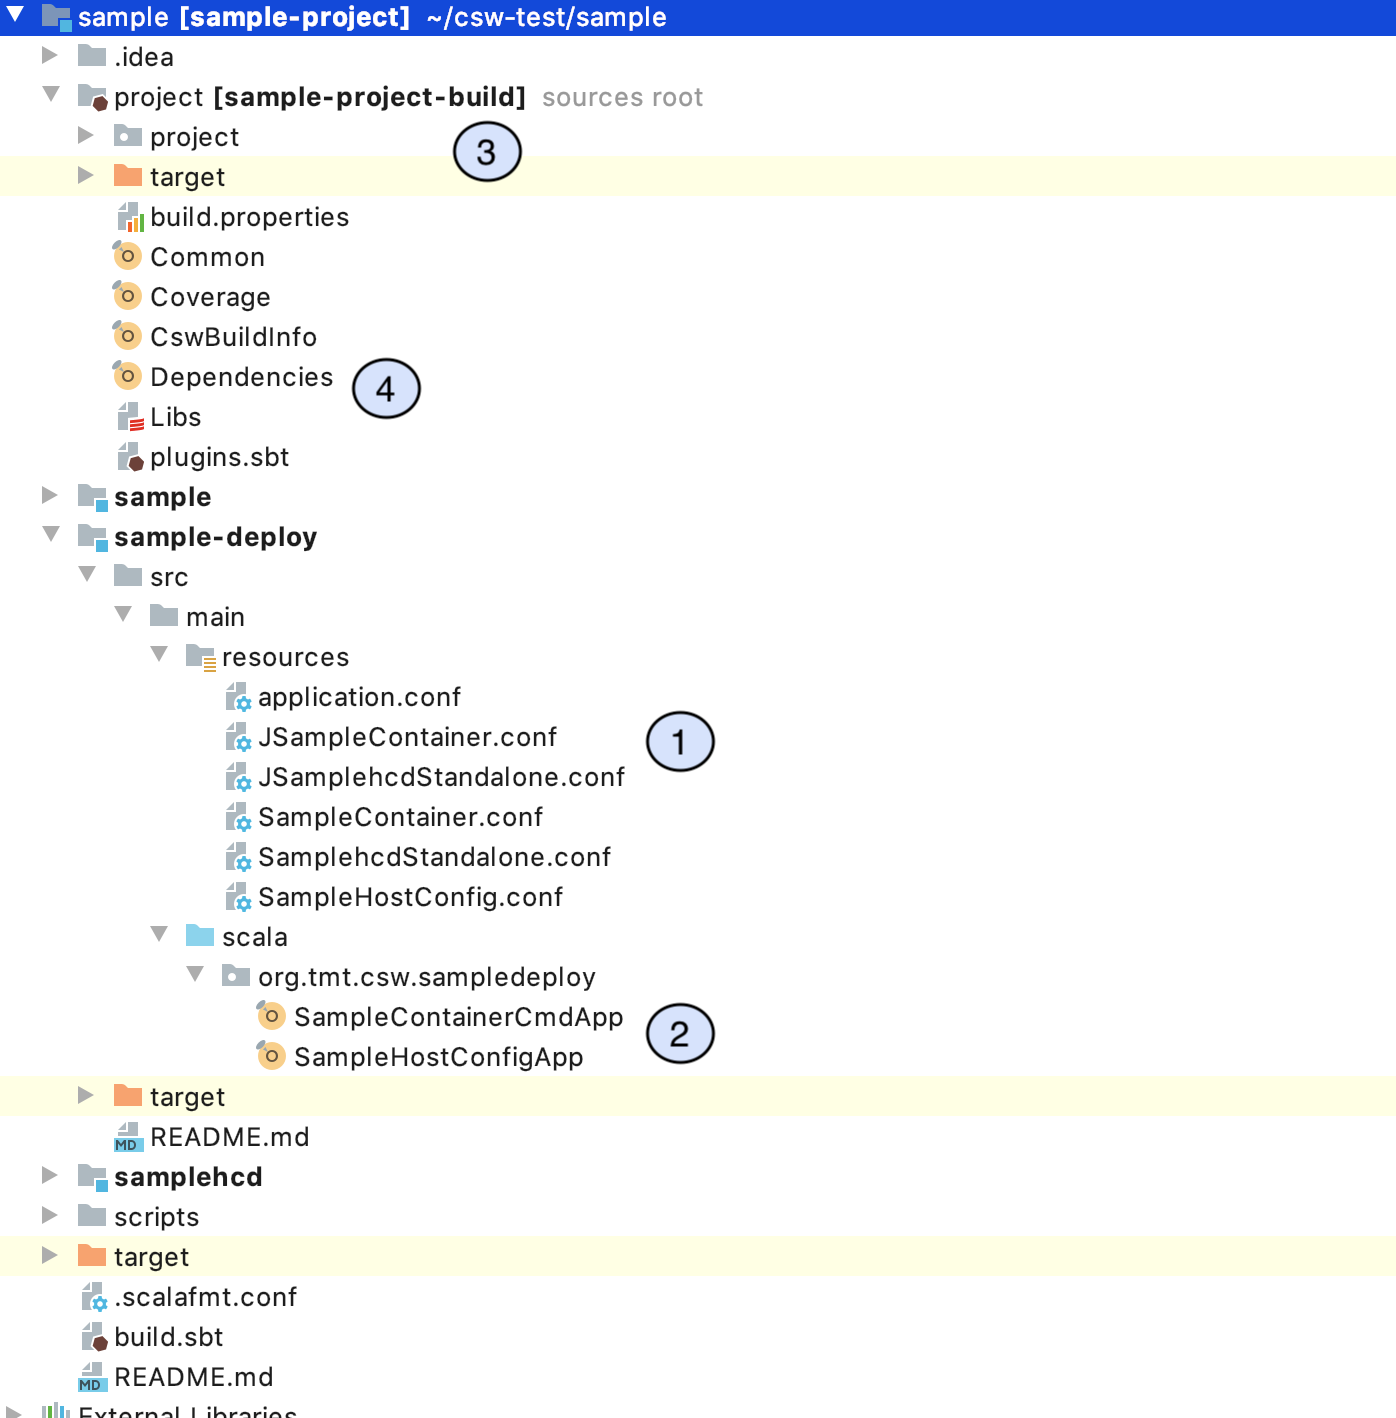 sample [sample-project] ~/csw-test/sample
.idea
project [sample-project-build] sources root
project
3
target
build.properties
Common
Coverage
CswBuildInfo
Dependencies
4
Libs
plugins.sbt
sample
sample-deploy
src
main
resources
application.conf
JSampleContainer.conf
1
JSamplehcdStandalone.conf
SampleContainer.conf
SamplehcdStandalone.conf
SampleHostConfig.conf
scala
org.tmt.csw.sampledeploy
SampleContainerCmdApp
2
SampleHostConfigApp
target
MD README.md
samplehcd
scripts
target
.scalafmt.conf
build.sbt
MD README.md
External Libraries